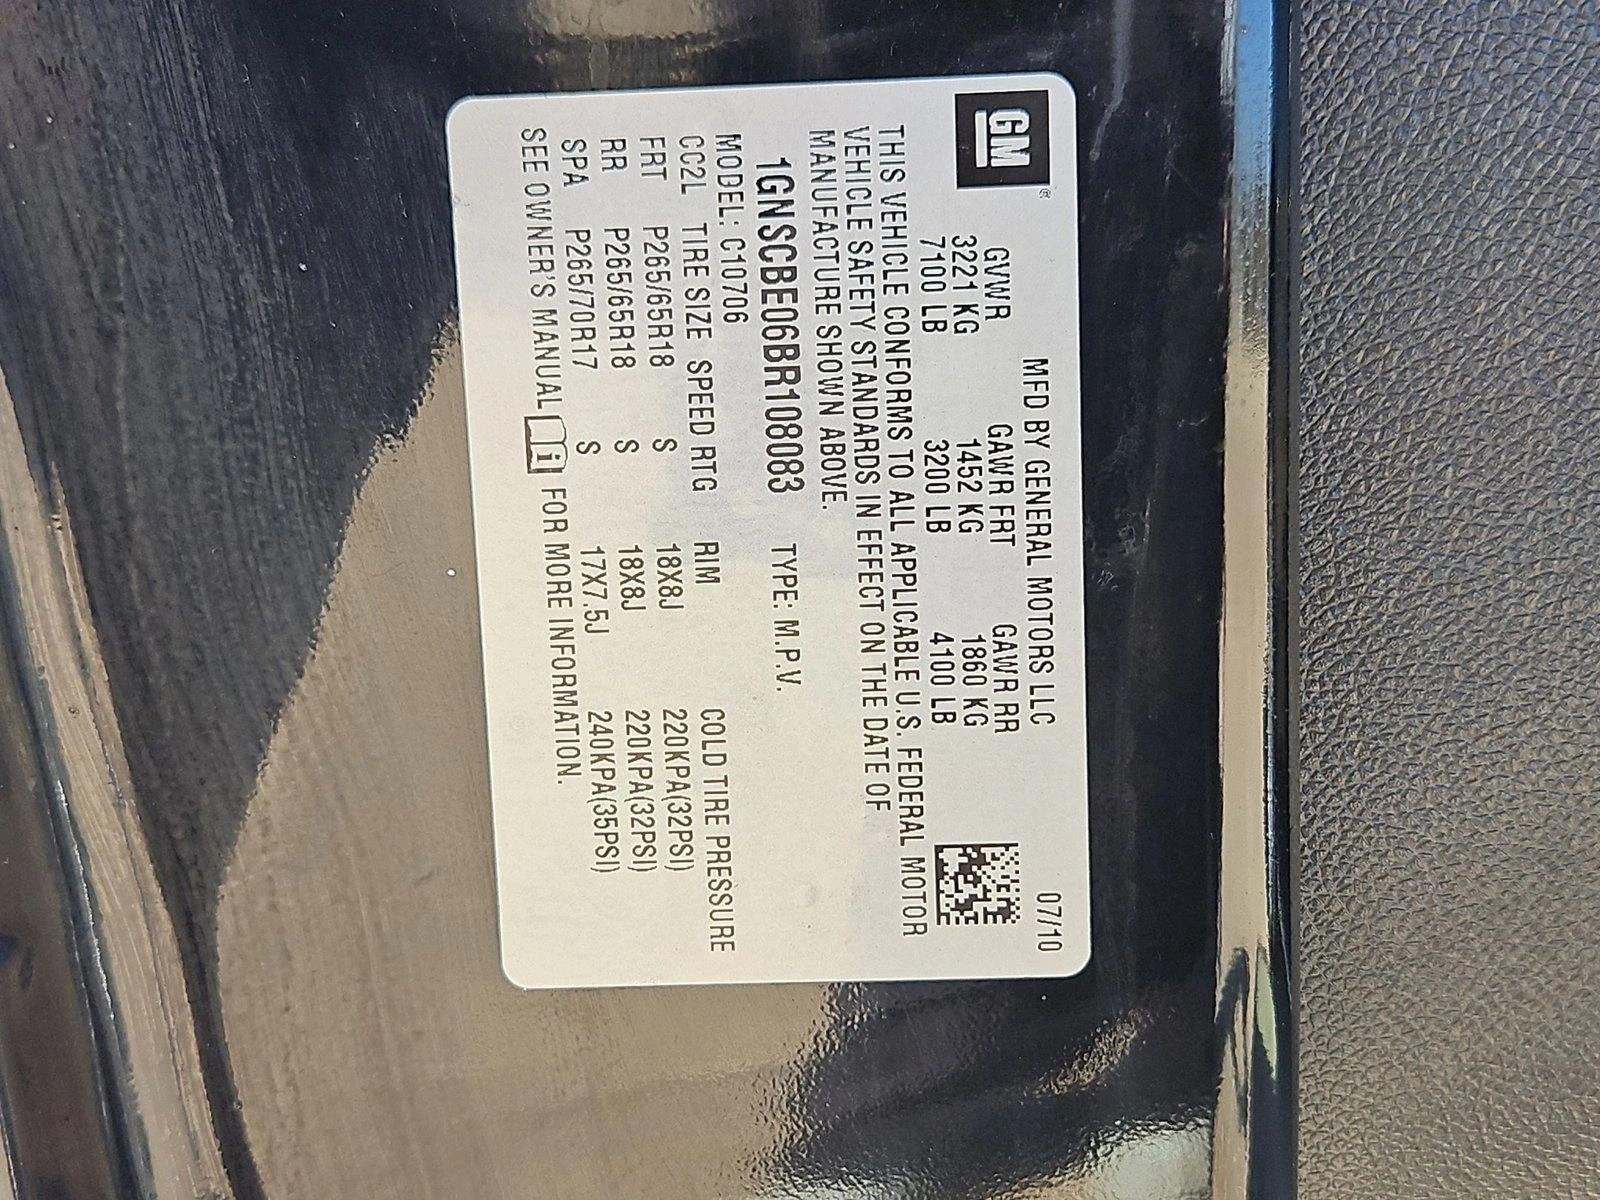 GM®
MFD BY GENERAL MOTORS LLC 07/10
GVWR GAWR FRT GAWR RR
3221 KG 1452 KG 1860 KG
7100 LB 3200 LB 4100 LB
THIS VEHICLE CONFORMS TO ALL APPLICABLE U.S. FEDERAL MOTOR
VEHICLE SAFETY STANDARDS IN EFFECT ON THE DATE OF
MANUFACTURE SHOWN ABOVE.
1GNSCBE06BR108083 TYPE: M.P.V.
MODEL: C10706
CC2L TIRE SIZE SPEED RTG RIM COLD TIRE PRESSURE
FRT P265/65R18 S 18X8J 220KPA(32PSI)
RR P265/65R18 S 18X8J 220KPA(32PSI)
SPA P265/70R17 S 17X7.5J 240KPA(35PSI)
SEE OWNER'S MANUAL i FOR MORE INFORMATION.